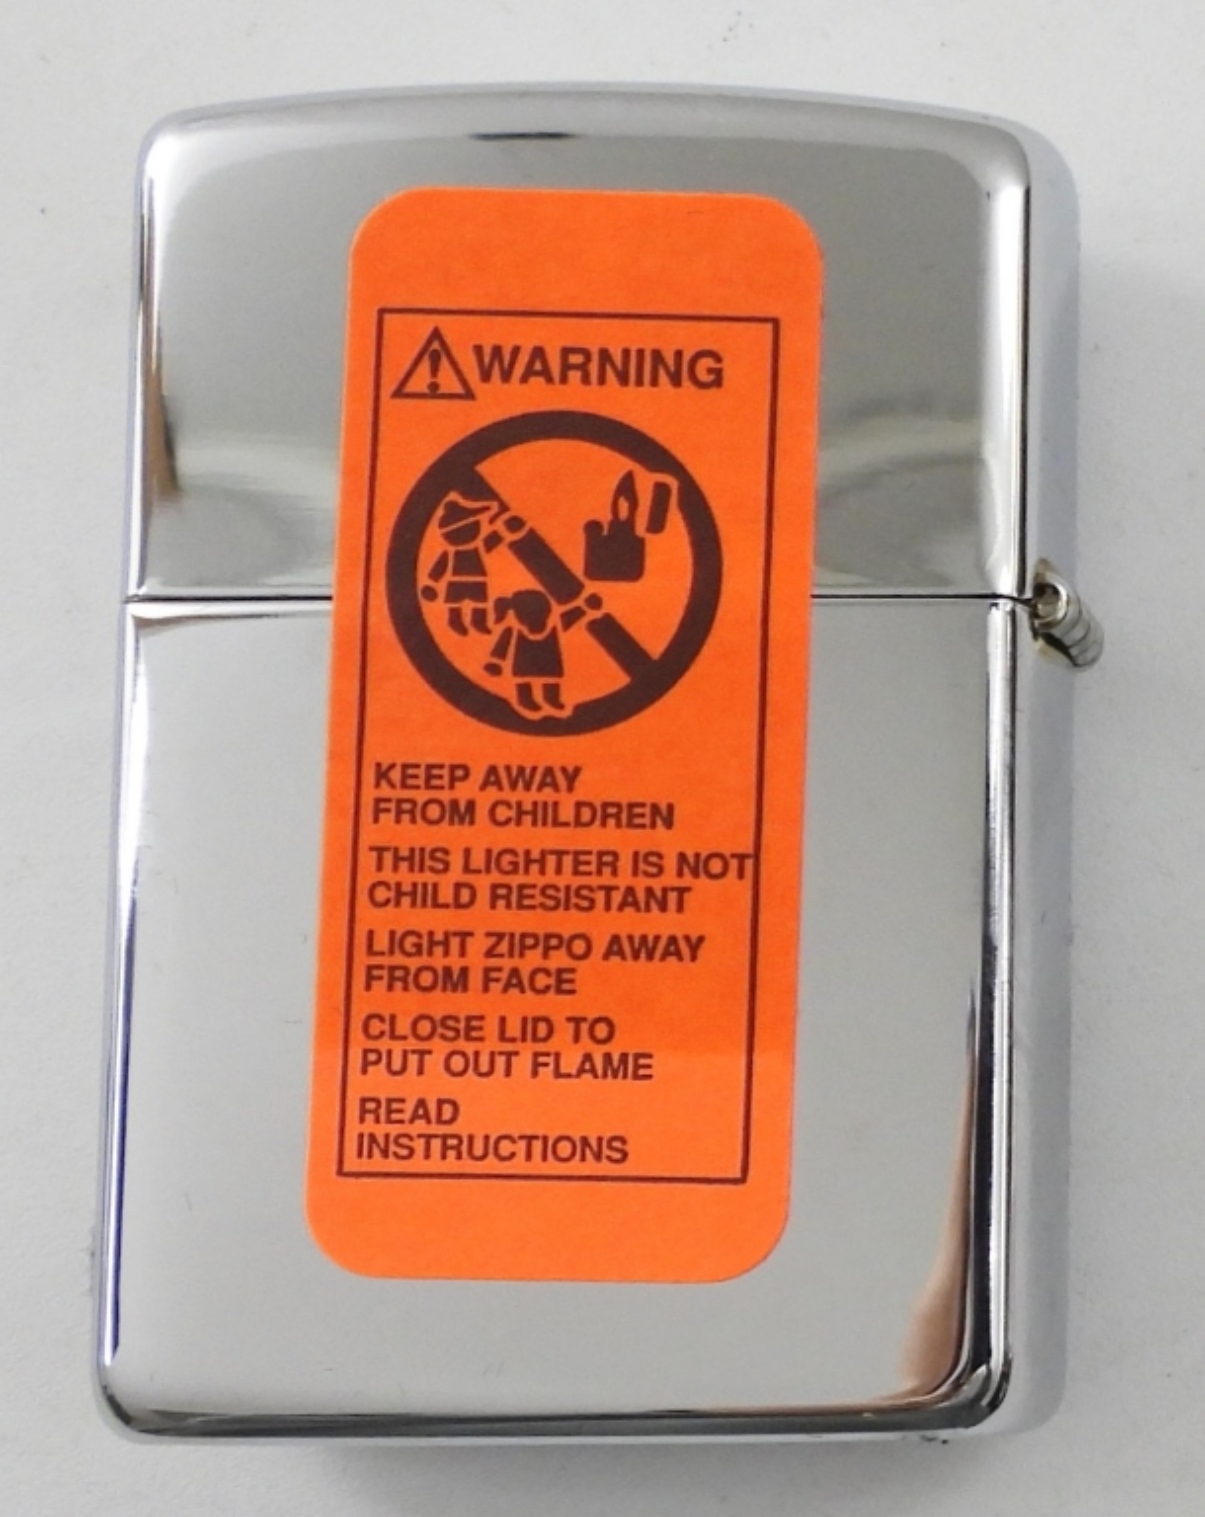 WARNING
KEEP AWAY
FROM CHILDREN
THIS LIGHTER IS NOT
CHILD RESISTANT
LIGHT ZIPPO AWAY
FROM FACE
CLOSE LID TO
PUT OUT FLAME
READ
INSTRUCTIONS